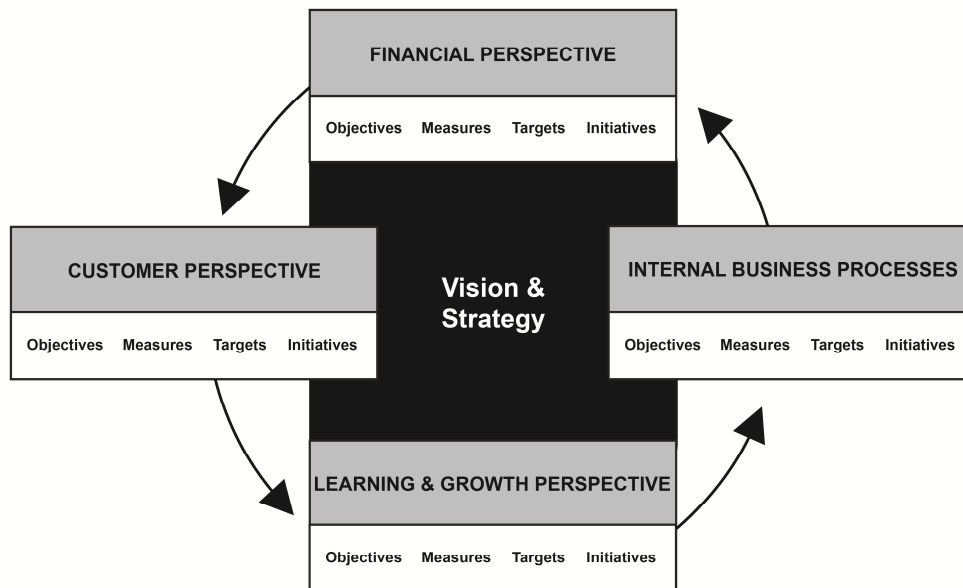 FINANCIAL PERSPECTIVE
Objectives Measures Targets Initiatives
CUSTOMER PERSPECTIVE
Objectives Measures Targets Initiatives
Vision &
Strategy
INTERNAL BUSINESS PROCESSES
Objectives Measures Targets Initiatives
LEARNING & GROWTH PERSPECTIVE
Objectives Measures Targets Initiatives